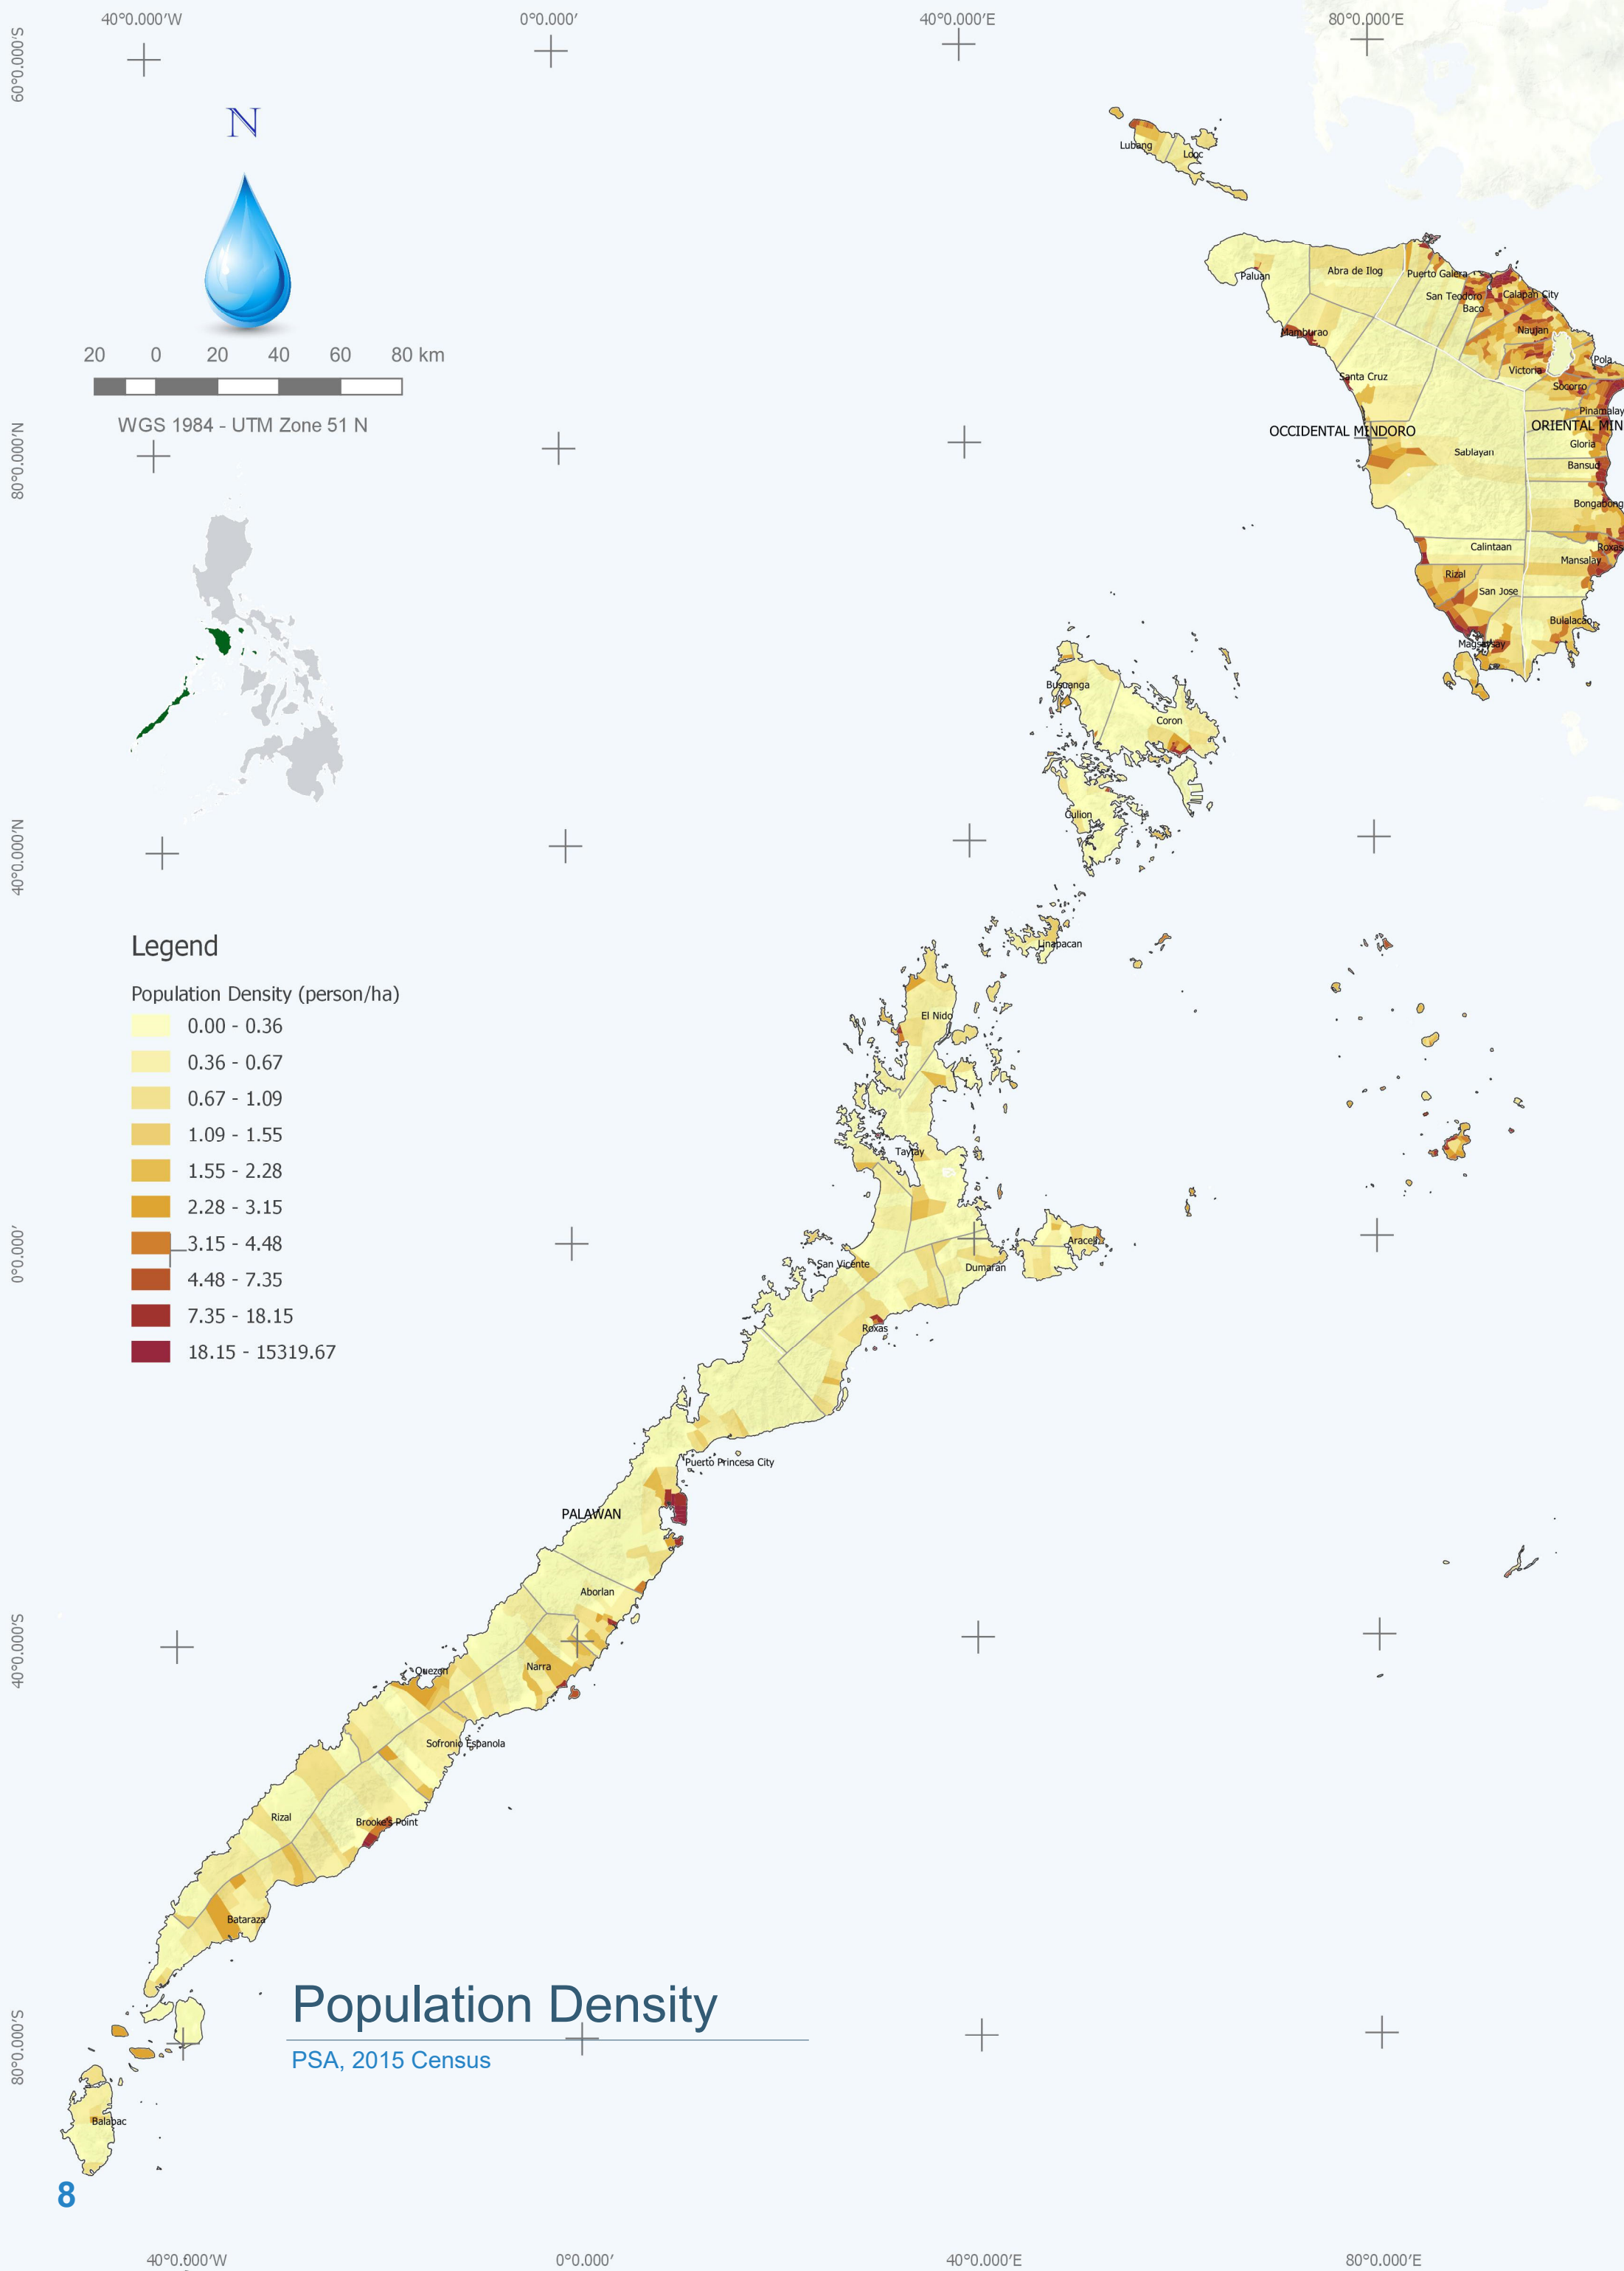 40°0.000'W 0°0.000' 40°0.000'E 80°0.000'E
60°0.000'S
N
Lubang
Looc
Paluan
Abra de Ilog
Puerto Galera
San Teodoro
Calapan City
Baco
Naujan
Mamburao
Pola
Victoria
Santa Cruz
Socorro
Pinamalay
OCCIDENTAL MINDORO
ORIENTAL MIN
Gloria
Sablayan
Bansud
Bongabong
Calintaan
Roxas
Mansalay
Rizal
San Jose
Bulalacao
Magsaysay
20 0 20 40 60 80 km
WGS 1984 - UTM Zone 51 N
80°0.000'N
Busuanga
Coron
Culion
40°0.000'N
Linapacan
El Nido
Taytay
Araceli
San Vicente
Dumaran
Roxas
Legend
Population Density (person/ha)
0.00 - 0.36
0.36 - 0.67
0.67 - 1.09
1.09 - 1.55
1.55 - 2.28
2.28 - 3.15
3.15 - 4.48
4.48 - 7.35
7.35 - 18.15
18.15 - 15319.67
0°0.000'
Puerto Princesa City
PALAWAN
Aborlan
40°0.000'S
Narra
Quezon
Sofronio Espanola
Rizal
Brooke's Point
Bataraza
Population Density
PSA, 2015 Census
80°0.000'S
Balabac
8
40°0.000'W 0°0.000' 40°0.000'E 80°0.000'E